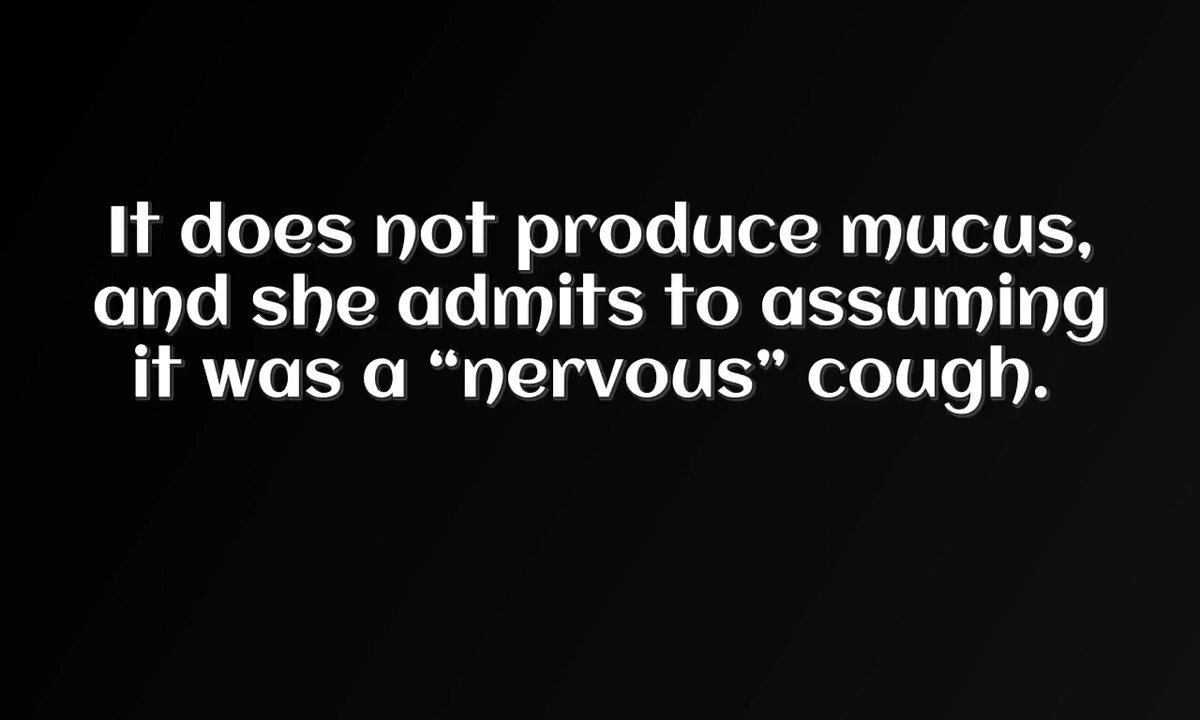 It does not produce mucus,
and she admits to assuming
it was a “nervous” cough.